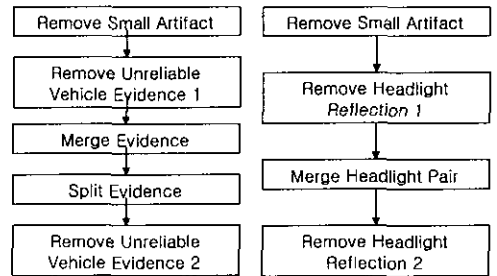 Remove Small Artifact
Remove Unreliable
Vehicle Evidence 1
Merge Evidence
Split Evidence
Remove Unreliable
Vehicle Evidence 2
Remove Small Artifact
Remove Headlight
Reflection 1
Merge Headlight Pair
Remove Headlight
Reflection 2